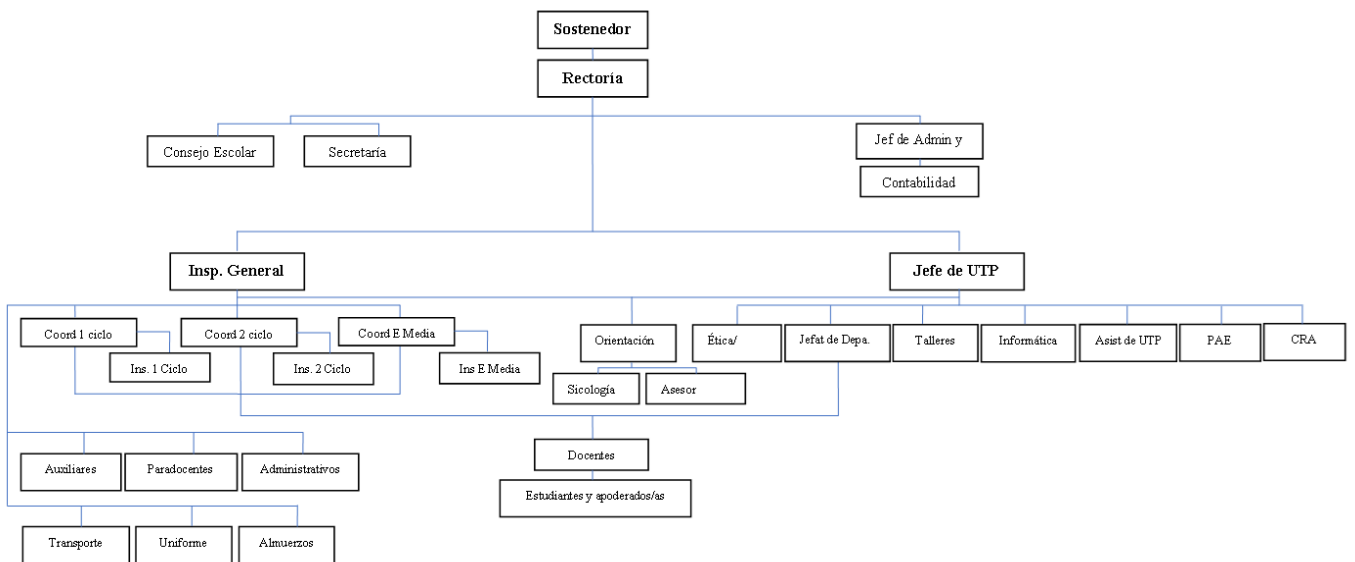 Sostenedor
Rectoría
Consejo Escolar
Secretaría
Jef de Admin y
Contabilidad
Insp. General
Jefe de UTP
Coord 1 ciclo
Coord 2 ciclo
Coord E Media
Orientación
Ética/
Jefat de Depa.
Talleres
Informática
Asist de UTP
PAE
CRA
Ins. 1 Ciclo
Ins. 2 Ciclo
Ins E Media
Sicología
Asesor
Docentes
Estudiantes y apoderados/as
Auxiliares
Paradocentes
Administrativos
Transporte
Uniforme
Almuerzos